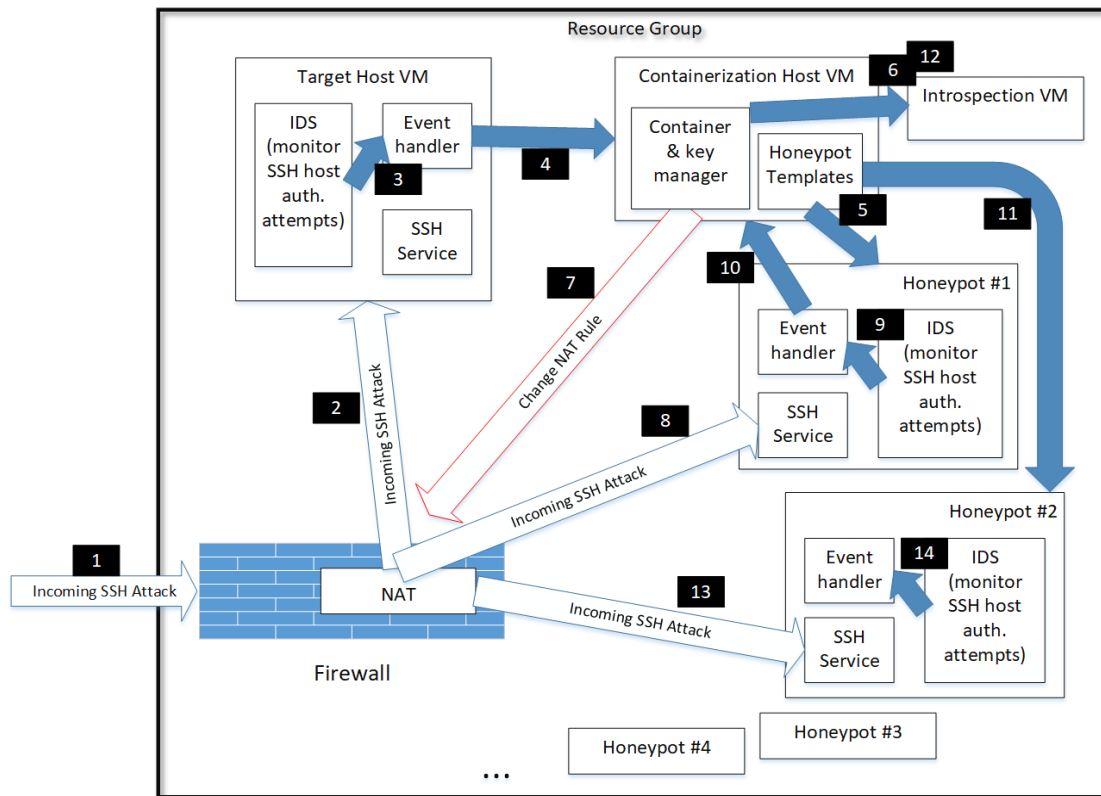 Resource Group
Target Host VM
IDS
(monitor
SSH host
auth.
attempts)
Event
handler
3
SSH
Service
4
Containerization Host VM
Container
& key
manager
Honeypot
Templates
6
12
Introspection VM
5
11
10
Honeypot #1
Event
handler
9
IDS
(monitor
SSH host
auth.
attempts)
SSH
Service
7
Change NAT Rule
2
Incoming SSH Attack
8
Incoming SSH Attack
1
Incoming SSH Attack
NAT
Firewall
13
Incoming SSH Attack
Honeypot #2
Event
handler
14
IDS
(monitor
SSH host
auth.
attempts)
SSH
Service
Honeypot #3
Honeypot #4
...